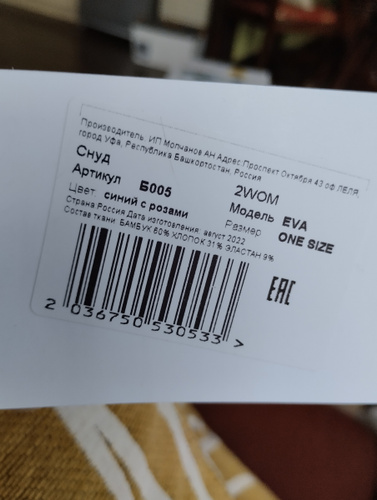 Производитель: ИП Молчанов АН Адрес:Проспект Октября 43 оф ЛЕЛЯ,
город Уфа, Республика Башкортостан, Россия
Снуд 2WOM
Артикул Б005 Модель EVA
Цвет синий с розами Размер ONE SIZE
Страна Россия Дата изготовления: август 2022
Состав ткани: БАМБУК 60% ХЛОПОК 31% ЭЛАСТАН 9%
EAC
2 036750 530533 >